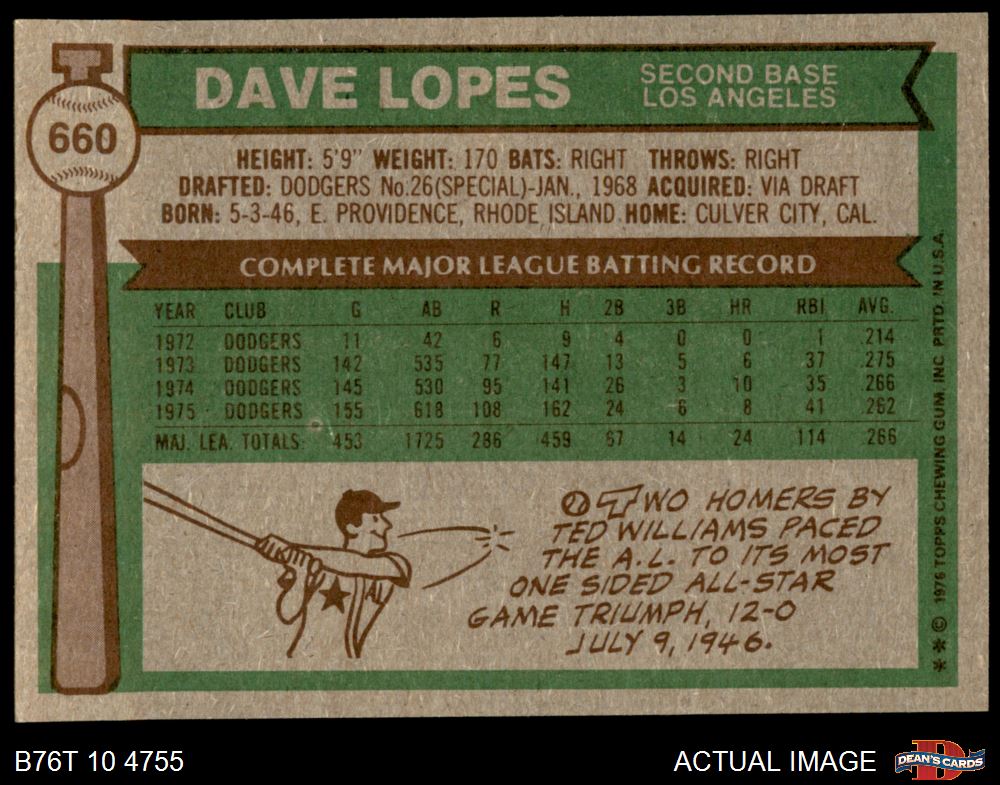 660
DAVE LOPES
SECOND BASE
LOS ANGELES
HEIGHT: 5'9" WEIGHT: 170 BATS: RIGHT THROWS: RIGHT
DRAFTED: DODGERS No.26(SPECIAL)-JAN., 1968 ACQUIRED: VIA DRAFT
BORN: 5-3-46, E. PROVIDENCE, RHODE ISLAND. HOME: CULVER CITY, CAL.
COMPLETE MAJOR LEAGUE BATTING RECORD
YEAR CLUB G AB R H 2B 3B HR RBI AVG.
1972 DODGERS 11 42 6 9 4 0 0 1 .214
1973 DODGERS 142 535 77 147 13 5 6 37 .275
1974 DODGERS 145 530 95 141 26 3 10 35 .266
1975 DODGERS 155 618 108 162 24 6 8 41 .262
MAJ. LEA. TOTALS 453 1725 286 459 67 14 24 114 .266
TWO HOMERS BY
TED WILLIAMS PACED
THE A.L. TO ITS MOST
ONE SIDED ALL-STAR
GAME TRIUMPH, 12-0
JULY 9, 1946.
AL
* * © 1976 TOPPS CHEWING GUM, INC. PRTD. IN U.S.A.
B76T 10 4755
ACTUAL IMAGE
D
DEAN'S CARDS